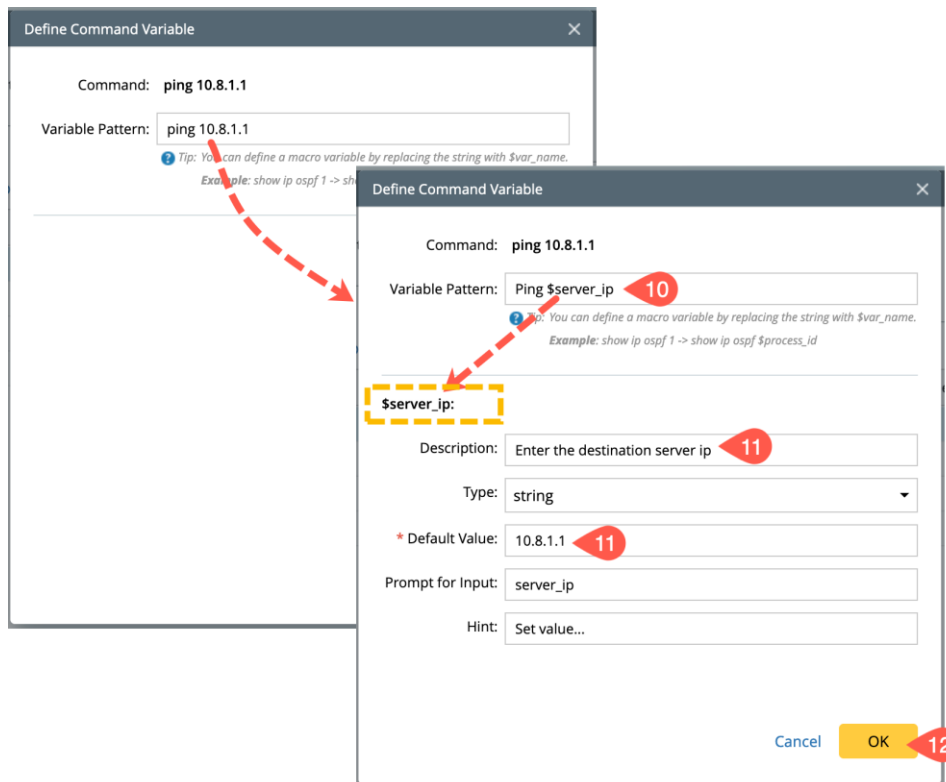 Define Command Variable
Command: ping 10.8.1.1
Variable Pattern: ping 10.8.1.1
Tip: You can define a macro variable by replacing the string with $var_name.
Example: show ip ospf 1 -> sh
Define Command Variable
Command: ping 10.8.1.1
Variable Pattern: Ping $server_ip
10
Tip: You can define a macro variable by replacing the string with $var_name.
Example: show ip ospf 1 -> show ip ospf $process_id
$server_ip:
Description: Enter the destination server ip
11
Type: string
* Default Value: 10.8.1.1
11
Prompt for Input: server_ip
Hint: Set value...
Cancel
OK
12